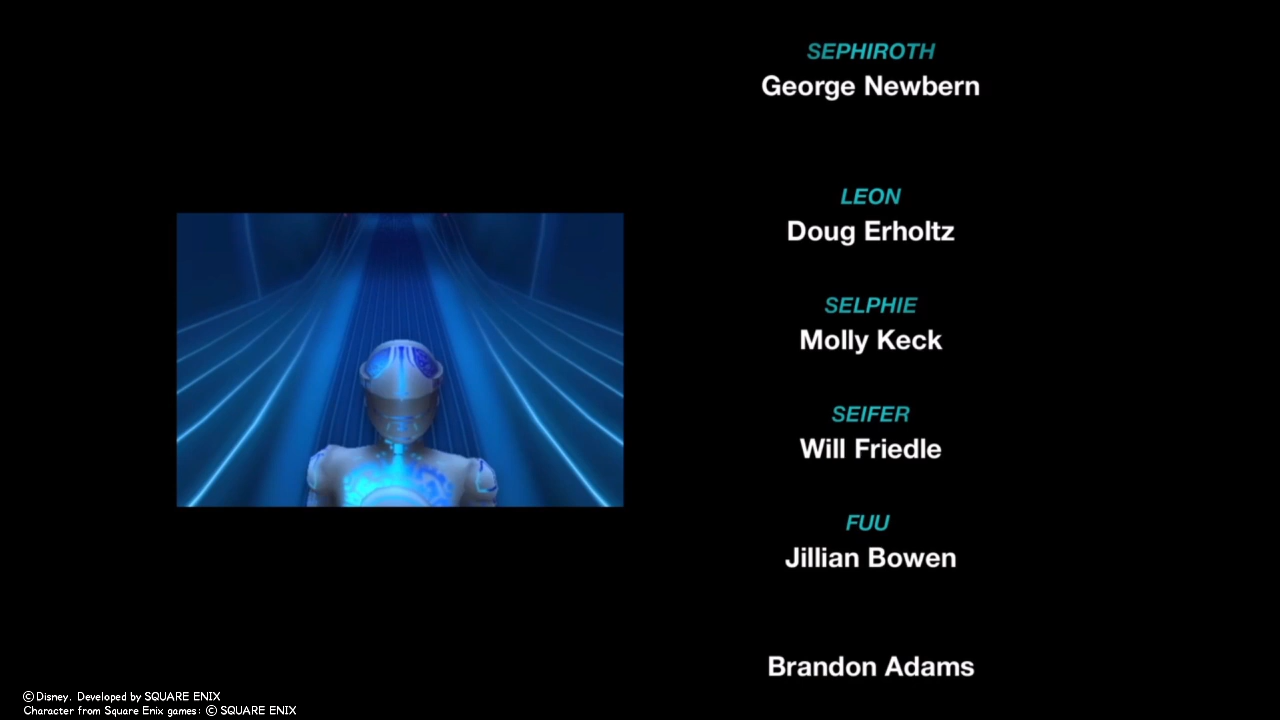 SEPHIROTH
George Newbern
LEON
Doug Erholtz
SELPHIE
Molly Keck
SEIFER
Will Friedle
FUU
Jillian Bowen
Brandon Adams
©Disney. Developed by SQUARE ENIX
Character from Square Enix games: © SQUARE ENIX